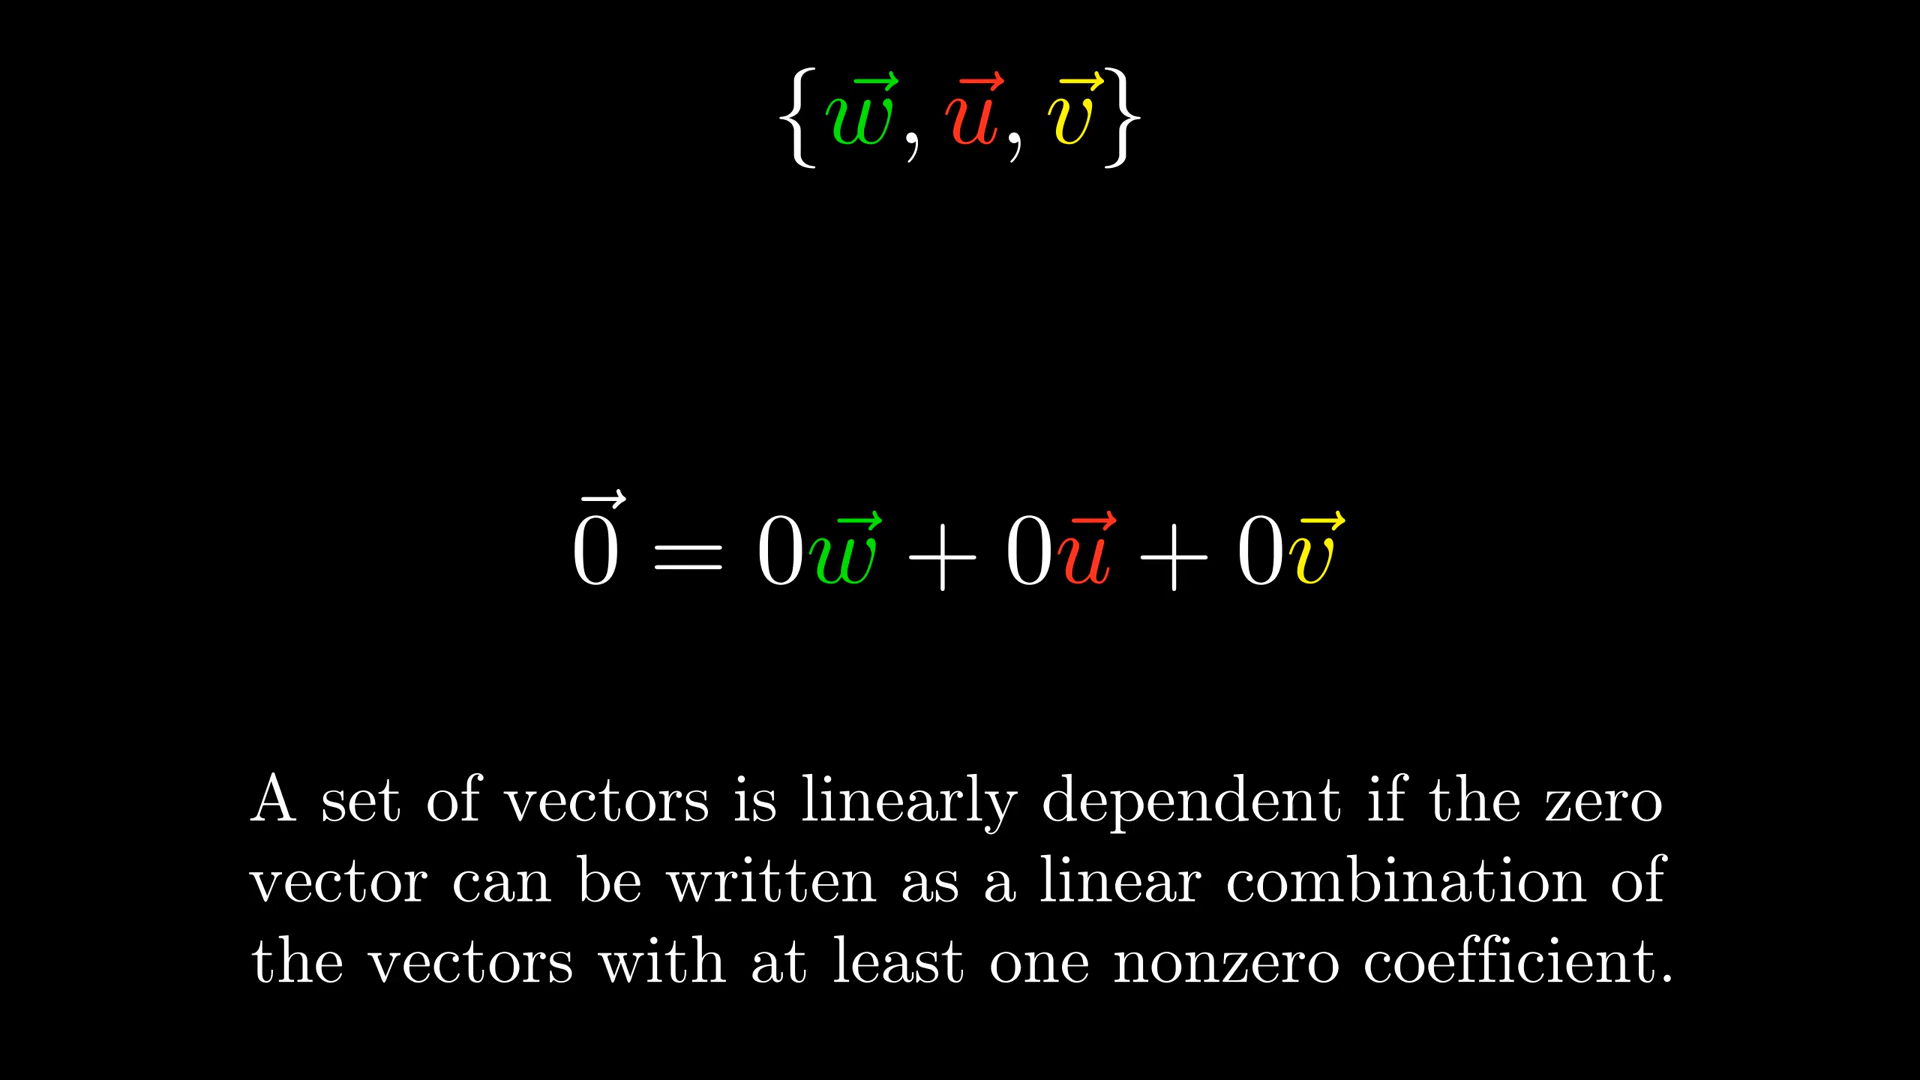 {w⃗, u⃗, v⃗}
0⃗ = 0w⃗ + 0u⃗ + 0v⃗
A set of vectors is linearly dependent if the zero
vector can be written as a linear combination of
the vectors with at least one nonzero coefficient.